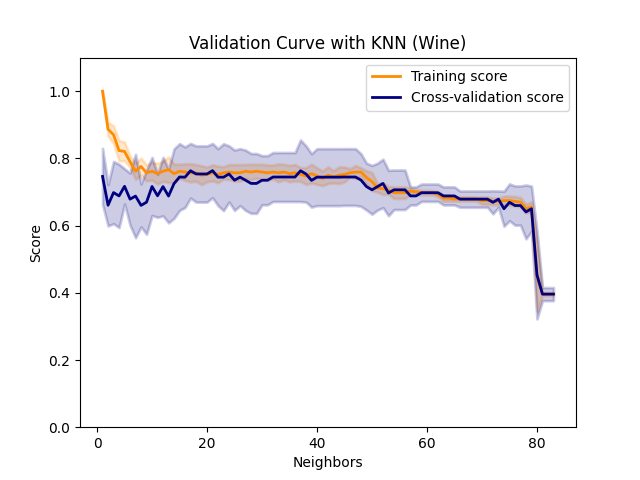 Validation Curve with KNN (Wine)
Training score
Cross-validation score
1.0
0.8
0.6
0.4
0.2
0.0
Score
0
20
40
60
80
Neighbors